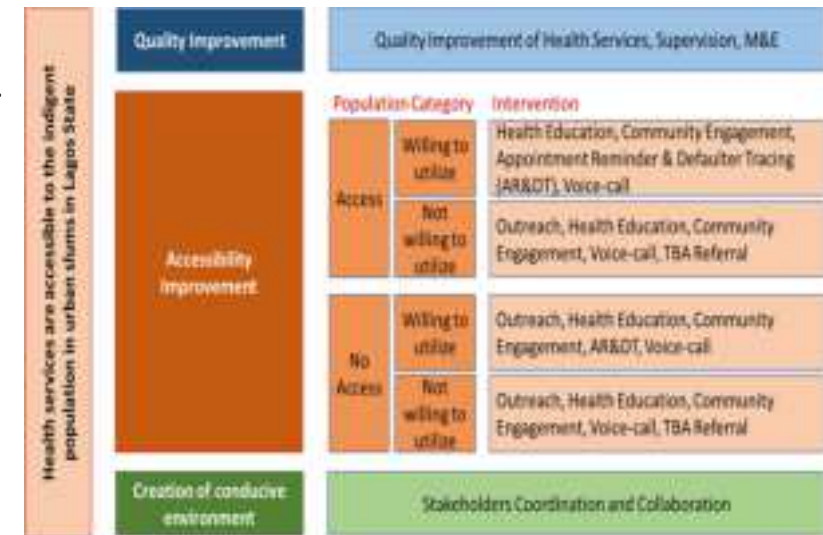 Health services are accessible to the indigent
population in urban slums in Lagos State
Quality Improvement
Quality Improvement of Health Services, Supervision, M&E
Accessibility
Improvement
Population Category
Intervention
Access
Willing to
utilize
Health Education, Community Engagement,
Appointment Reminder & Defaulter Tracing
(AR&DT), Voice-call
Not
willing to
utilize
Outreach, Health Education, Community
Engagement, Voice-call, TBA Referral
No
Access
Willing to
utilize
Outreach, Health Education, Community
Engagement, AR&DT, Voice-call
Not
willing to
utilize
Outreach, Health Education, Community
Engagement, Voice-call, TBA Referral
Creation of conducive
environment
Stakeholders Coordination and Collaboration